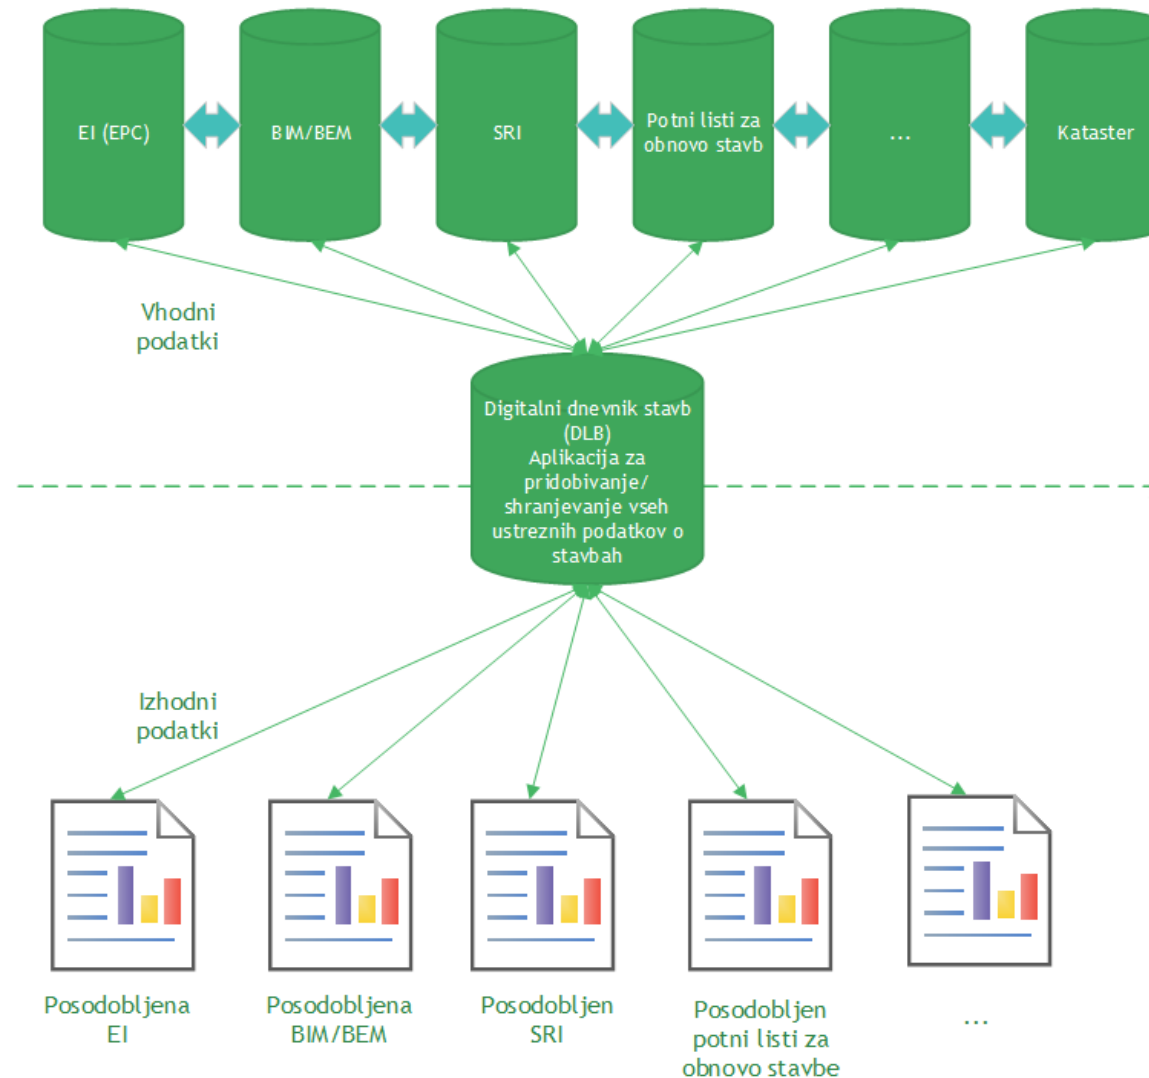 EI (EPC)
BIM/BEM
SRI
Potni listi za
obnovo stavb
...
Kataster
Vhodni
podatki
Digitalni dnevnik stavb
(DLB)
Aplikacija za
pridobivanje/
shranjevanje vseh
ustreznih podatkov o
stavbah
Izhodni
podatki
Posodobljena
EI
Posodobljena
BIM/BEM
Posodobljen
SRI
Posodobljen
potni listi za
obnovo stavbe
...